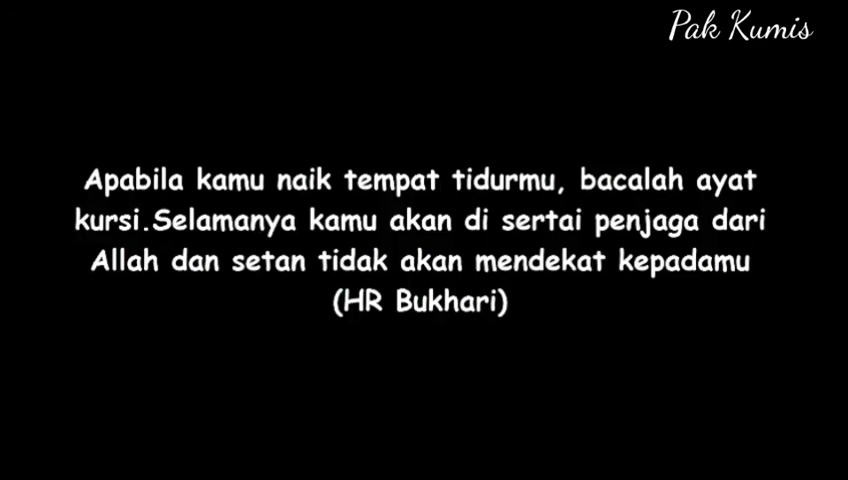 Pak Kumis
Apabila kamu naik tempat tidurmu, bacalah ayat
kursi.Selamanya kamu akan di sertai penjaga dari
Allah dan setan tidak akan mendekat kepadamu
(HR Bukhari)